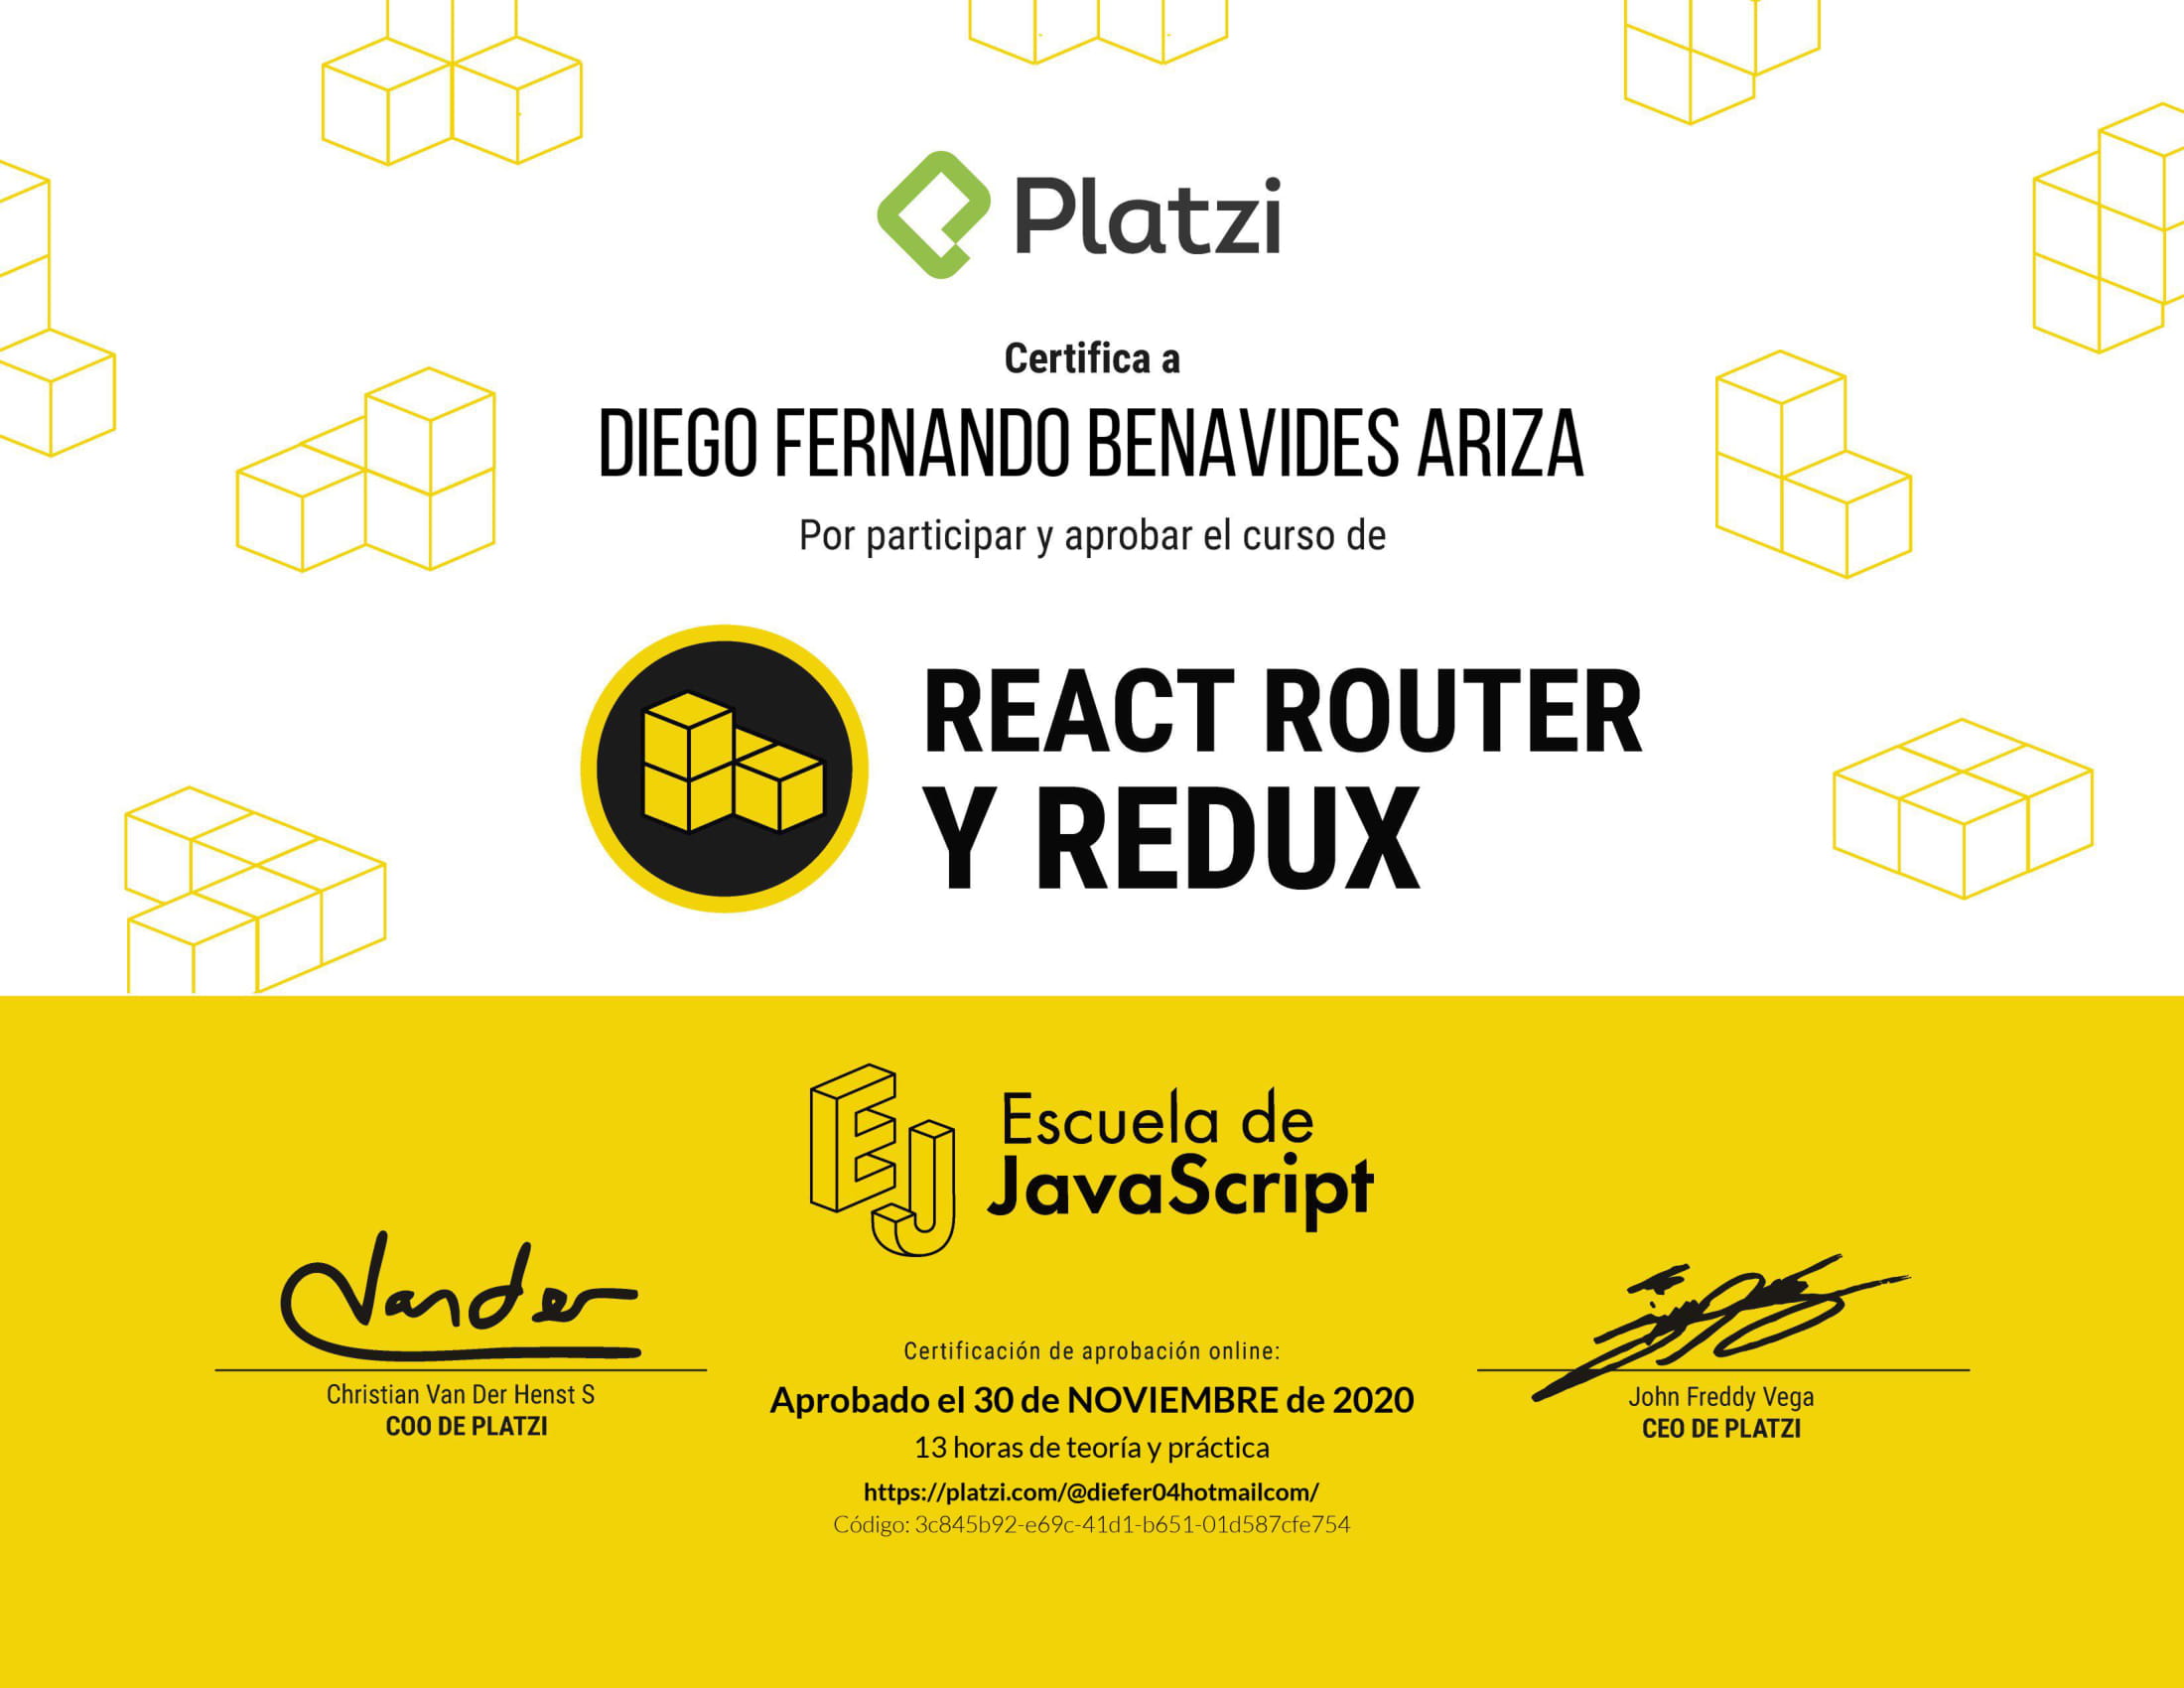 Platzi
Certifica a
DIEGO FERNANDO BENAVIDES ARIZA
Por participar y aprobar el curso de
REACT ROUTER
Y REDUX
EJ
Escuela de
JavaScript
Vander
Christian Van Der Henst S
COO DE PLATZI
Certificación de aprobación online:
Aprobado el 30 de NOVIEMBRE de 2020
13 horas de teoría y práctica
https://platzi.com/@diefer04hotmailcom/
Código: 3c845b92-e69c-41d1-b651-01d587cfe754
John Freddy Vega
CEO DE PLATZI